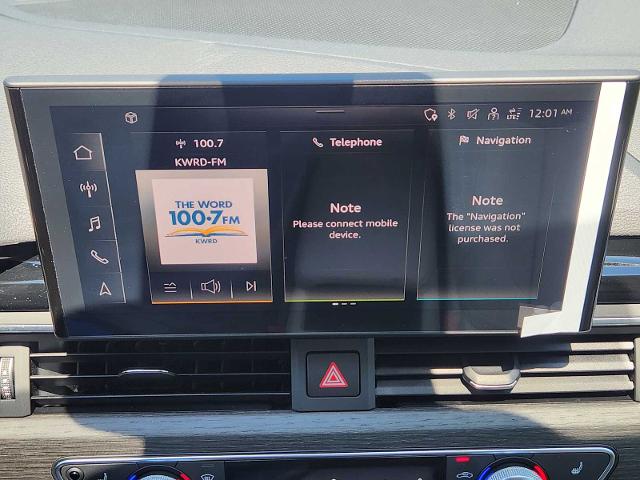 LTE
12:01 AM
100.7
KWRD-FM
THE WORD
100.7FM
KWRD
Telephone
Note
Please connect mobile
device.
Navigation
Note
The "Navigation"
license was not
purchased.